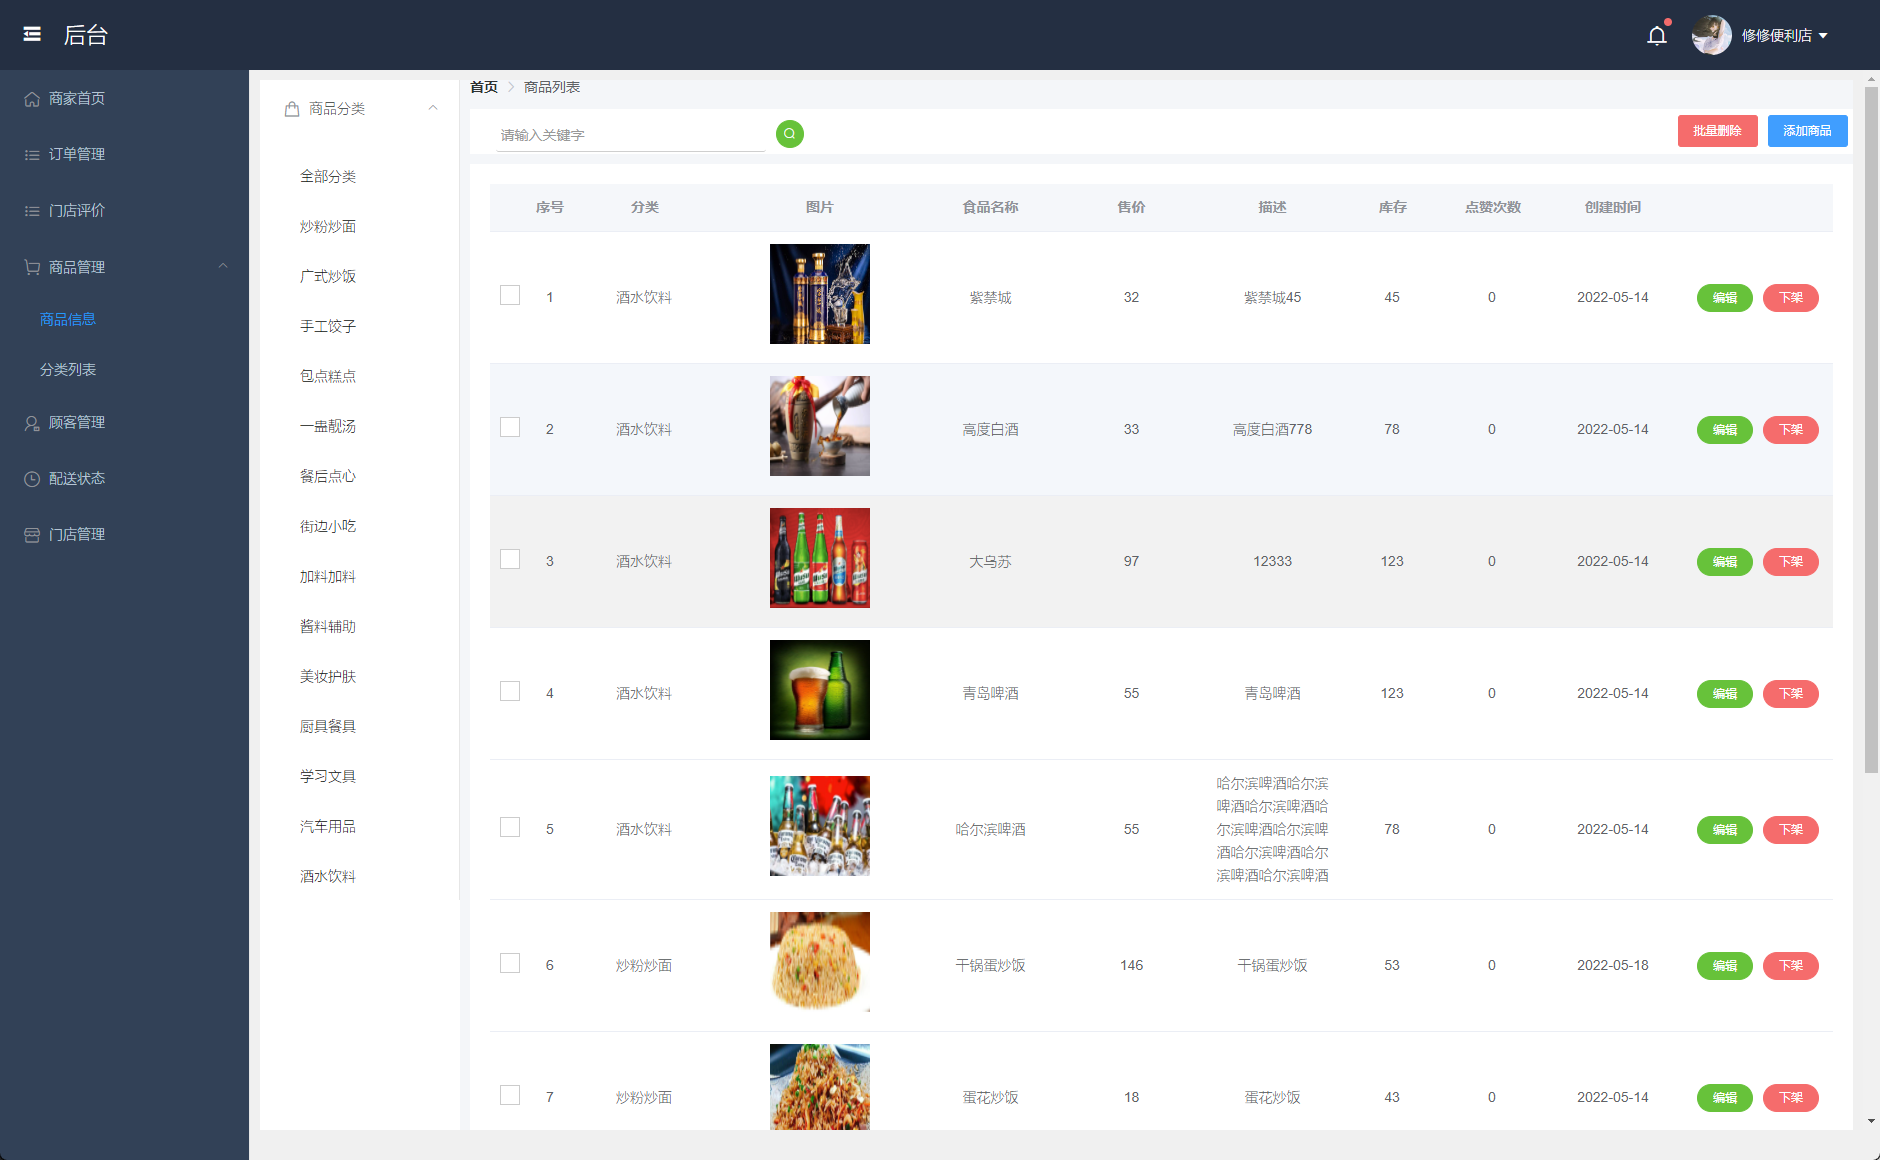 后台
修修便利店
商家首页
订单管理
门店评价
商品管理
商品信息
分类列表
顾客管理
配送状态
门店管理
商品分类
全部分类
炒粉炒面
广式炒饭
手工饺子
包点糕点
一盅靓汤
餐后点心
街边小吃
加料加料
酱料辅助
美妆护肤
厨具餐具
学习文具
汽车用品
酒水饮料
首页 商品列表
请输入关键字
批量删除 添加商品
序号 分类 图片 食品名称 售价 描述 库存 点赞次数 创建时间
1 酒水饮料 紫禁城 32 紫禁城45 45 0 2022-05-14 编辑 下架
2 酒水饮料 高度白酒 33 高度白酒778 78 0 2022-05-14 编辑 下架
3 酒水饮料 大乌苏 97 12333 123 0 2022-05-14 编辑 下架
4 酒水饮料 青岛啤酒 55 青岛啤酒 123 0 2022-05-14 编辑 下架
哈尔滨啤酒哈尔滨
啤酒哈尔滨啤酒哈
5 酒水饮料 哈尔滨啤酒 55 尔滨啤酒哈尔滨啤 78 0 2022-05-14 编辑 下架
酒哈尔滨啤酒哈尔
滨啤酒哈尔滨啤酒
6 炒粉炒面 干锅蛋炒饭 146 干锅蛋炒饭 53 0 2022-05-18 编辑 下架
7 炒粉炒面 蛋花炒饭 18 蛋花炒饭 43 0 2022-05-14 编辑 下架